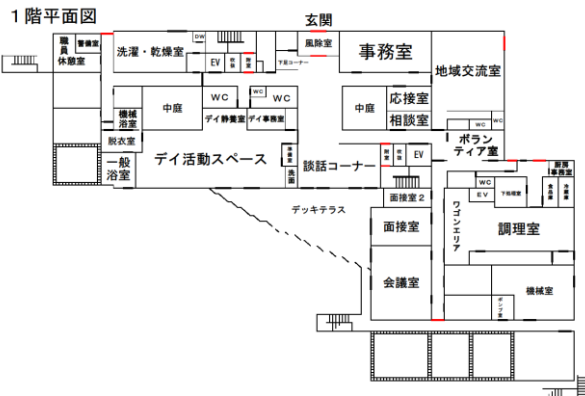 1階平面図
玄関
職員
休憩室
警備室
洗濯・乾燥室
DW
EV
風除室
下足コーナー
事務室
地域交流室
中庭
WC
WC
WC
中庭
応接室
相談室
WC
WC
機械
浴室
デイ静養室
デイ事務室
脱衣室
ボラン
ティア室
一般
浴室
デイ活動スペース
洗面
談話コーナー
EV
厨房
事務室
面接室2
WC
EV
下処理室
食品庫
冷蔵庫
デッキテラス
面接室
ワゴンエリア
調理室
会議室
機械室
ポンプ室